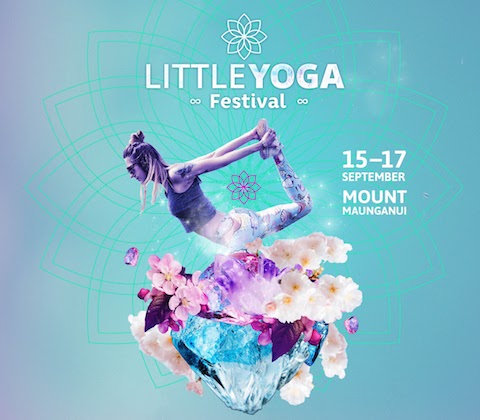 LITTLEYOGA
∞ Festival ∞
15–17
SEPTEMBER
MOUNT
MAUNGANUI